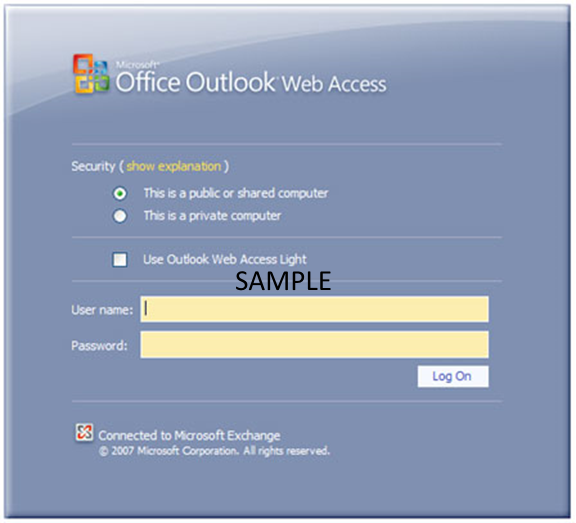 Microsoft®
Office Outlook Web Access
Security ( show explanation )
This is a public or shared computer
This is a private computer
Use Outlook Web Access Light
SAMPLE
User name:
Password:
Log On
Connected to Microsoft Exchange
© 2007 Microsoft Corporation. All rights reserved.